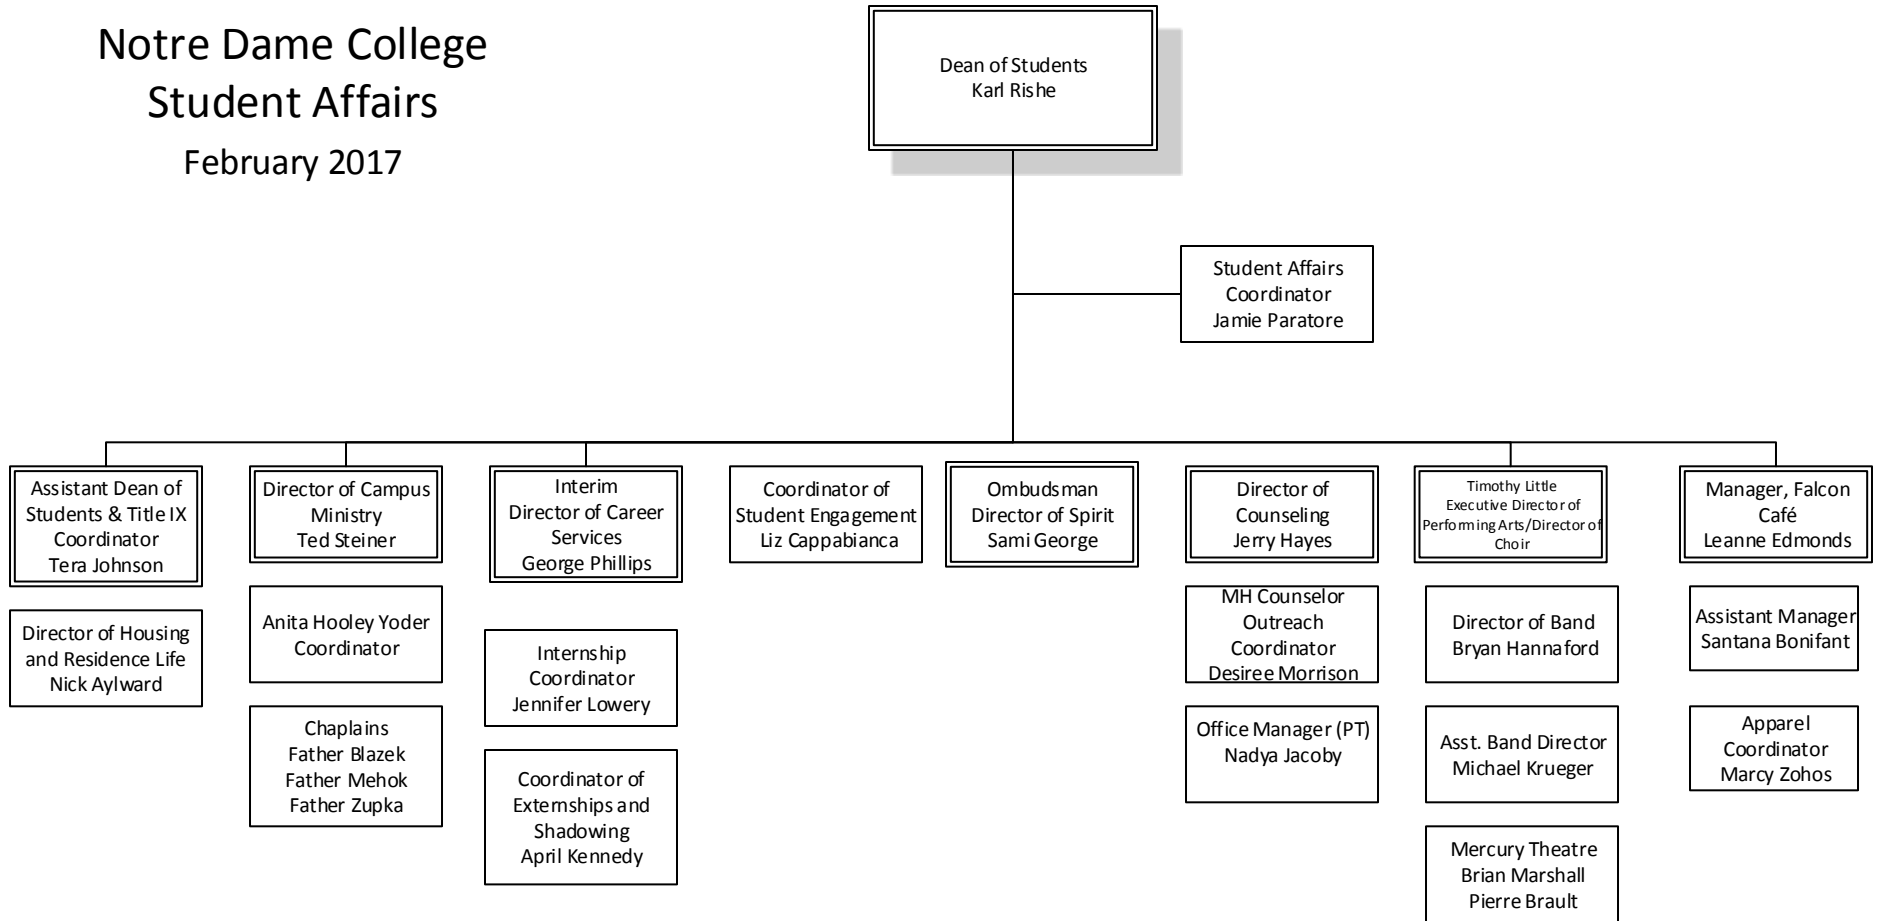 Notre Dame College
Student Affairs
February 2017
Dean of Students
Karl Rishe
Student Affairs
Coordinator
Jamie Paratore
Assistant Dean of
Students & Title IX
Coordinator
Tera Johnson
Director of Housing
and Residence Life
Nick Aylward
Director of Campus
Ministry
Ted Steiner
Anita Hooley Yoder
Coordinator
Chaplains
Father Blazek
Father Mehok
Father Zupka
Interim
Director of Career
Services
George Phillips
Internship
Coordinator
Jennifer Lowery
Coordinator of
Externships and
Shadowing
April Kennedy
Coordinator of
Student Engagement
Liz Cappabianca
Ombudsman
Director of Spirit
Sami George
Director of
Counseling
Jerry Hayes
MH Counselor
Outreach
Coordinator
Desiree Morrison
Office Manager (PT)
Nadya Jacoby
Timothy Little
Executive Director of
Performing Arts/Director of
Choir
Director of Band
Bryan Hannaford
Asst. Band Director
Michael Krueger
Mercury Theatre
Brian Marshall
Pierre Brault
Manager, Falcon
Café
Leanne Edmonds
Assistant Manager
Santana Bonifant
Apparel
Coordinator
Marcy Zohos